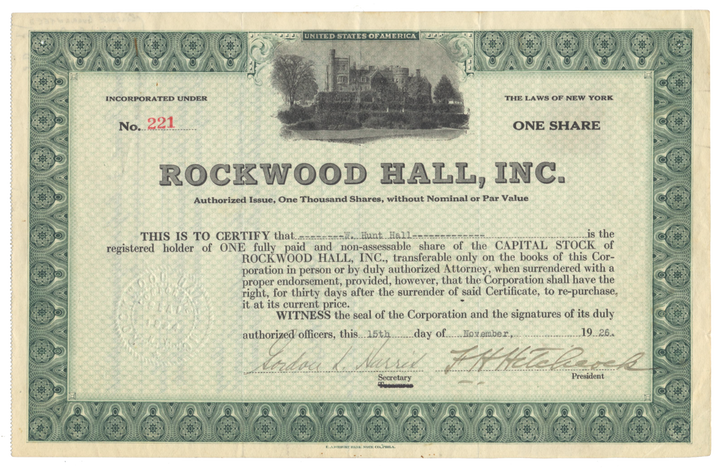 UNITED STATES OF AMERICA
INCORPORATED UNDER
THE LAWS OF NEW YORK
No. 221
ONE SHARE
ROCKWOOD HALL, INC.
Authorized Issue, One Thousand Shares, without Nominal or Par Value
THIS IS TO CERTIFY that --------W. Hunt Hall------------- is the
registered holder of ONE fully paid and non-assessable share of the CAPITAL STOCK of
ROCKWOOD HALL, INC., transferable only on the books of this Cor-
poration in person or by duly authorized Attorney, when surrendered with a
proper endorsement, provided, however, that the Corporation shall have the
right, for thirty days after the surrender of said Certificate, to re-purchase,
it at its current price.
WITNESS the seal of the Corporation and the signatures of its duly
authorized officers, this 15th day of November, 1926.
F H Hitchcock
Secretary
Treasurer
President